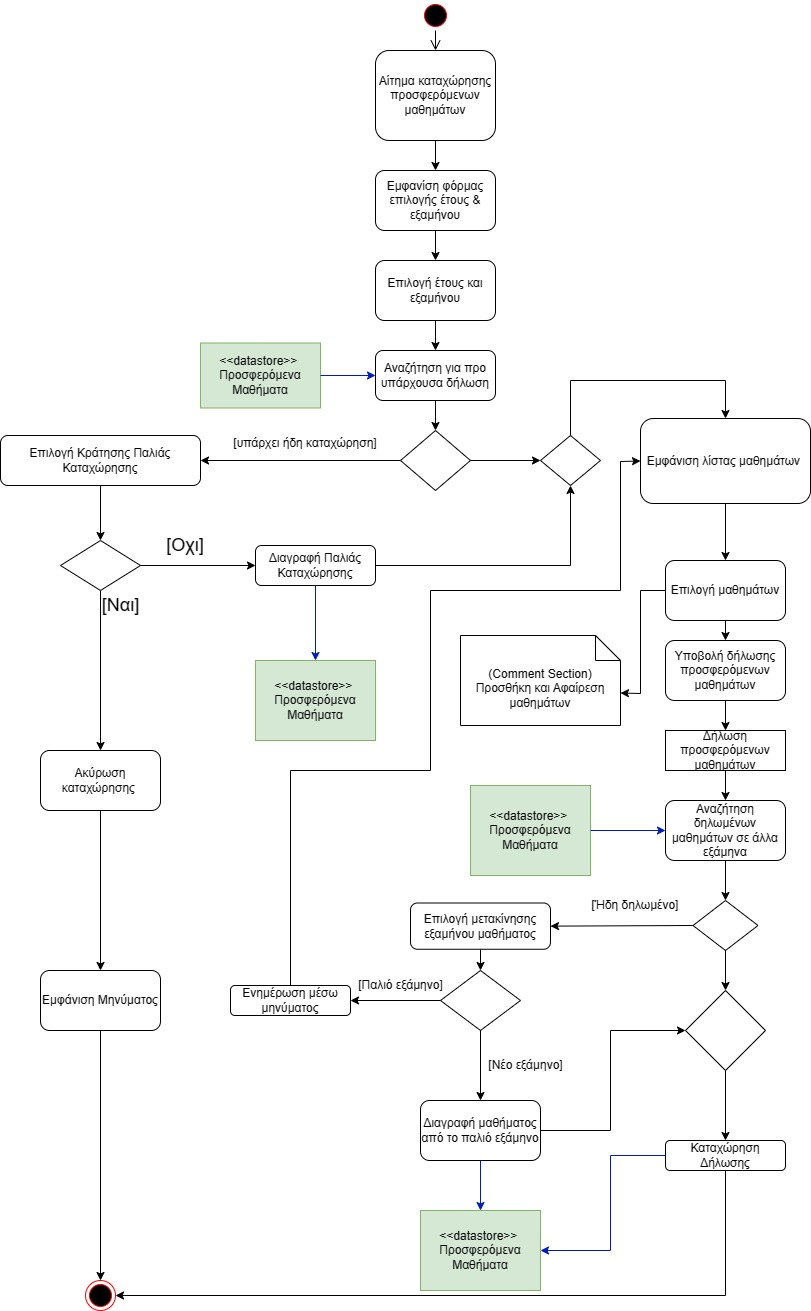 Αίτημα καταχώρησης
προσφερόμενων
μαθημάτων
Εμφανίση φόρμας
επιλογής έτους &
εξαμήνου
Επιλογή έτους και
εξαμήνου
<<datastore>>
Προσφερόμενα
Μαθήματα
Αναζήτηση για προ
υπάρχουσα δήλωση
[υπάρχει ήδη καταχώρηση]
Επιλογή Κράτησης Παλιάς
Καταχώρησης
Εμφάνιση λίστας μαθημάτων
[Οχι]
Διαγραφή Παλιάς
Καταχώρησης
[Ναι]
Επιλογή μαθημάτων
<<datastore>>
Προσφερόμενα
Μαθήματα
(Comment Section)
Προσθήκη και Αφαίρεση
μαθημάτων
Υποβολή δήλωσης
προσφερόμενων
μαθημάτων
Δήλωση
προσφερόμενων
μαθημάτων
Ακύρωση
καταχώρησης
<<datastore>>
Προσφερόμενα
Μαθήματα
Αναζήτηση
δηλωμένων
μαθημάτων σε άλλα
εξάμηνα
[Ήδη δηλωμένο]
Επιλογή μετακίνησης
εξαμήνου μαθήματος
[Παλιό εξάμηνο]
Ενημέρωση μέσω
μηνύματος
Εμφάνιση Μηνύματος
[Νέο εξάμηνο]
Διαγραφή μαθήματος
από το παλιό εξάμηνο
Καταχώρηση
Δήλωσης
<<datastore>>
Προσφερόμενα
Μαθήματα